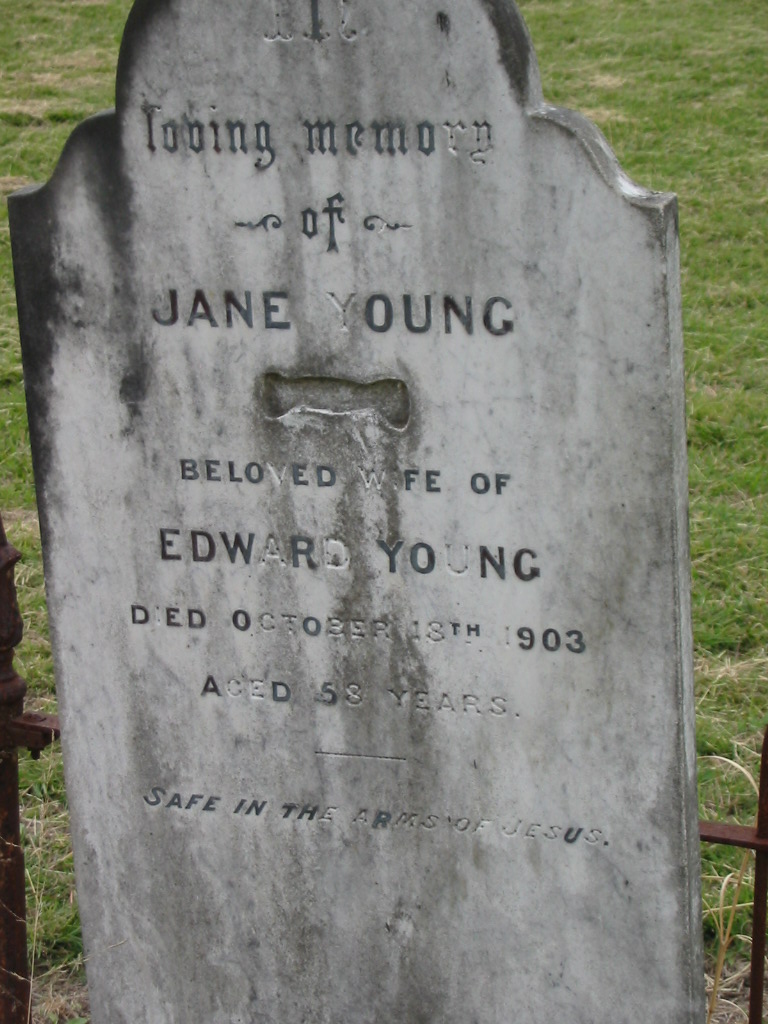 In
loving memory
of
JANE YOUNG
BELOVED WIFE OF
EDWARD YOUNG
DIED OCTOBER 18TH 1903
AGED 58 YEARS.
SAFE IN THE ARMS OF JESUS.